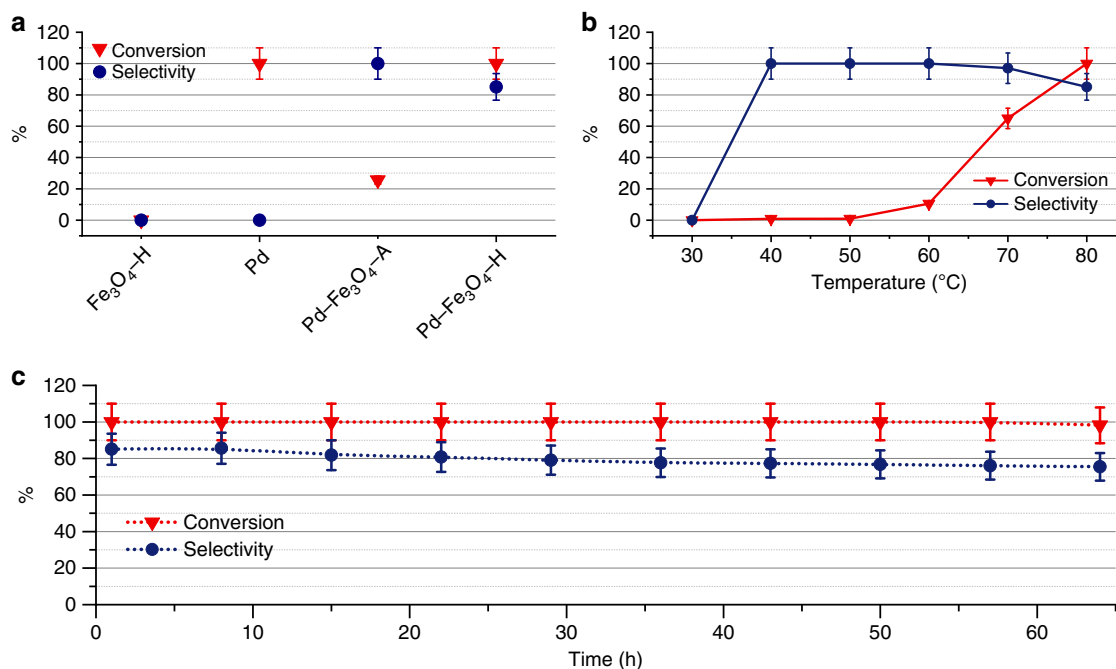 a
120
100
80
60
40
20
0
%
Conversion
Selectivity
Fe₃O₄–H
Pd
Pd–Fe₃O₄–A
Pd–Fe₃O₄–H
b
120
100
80
60
40
20
0
%
Conversion
Selectivity
30 40 50 60 70 80
Temperature (°C)
c
120
100
80
60
40
20
0
%
Conversion
Selectivity
0 10 20 30 40 50 60
Time (h)